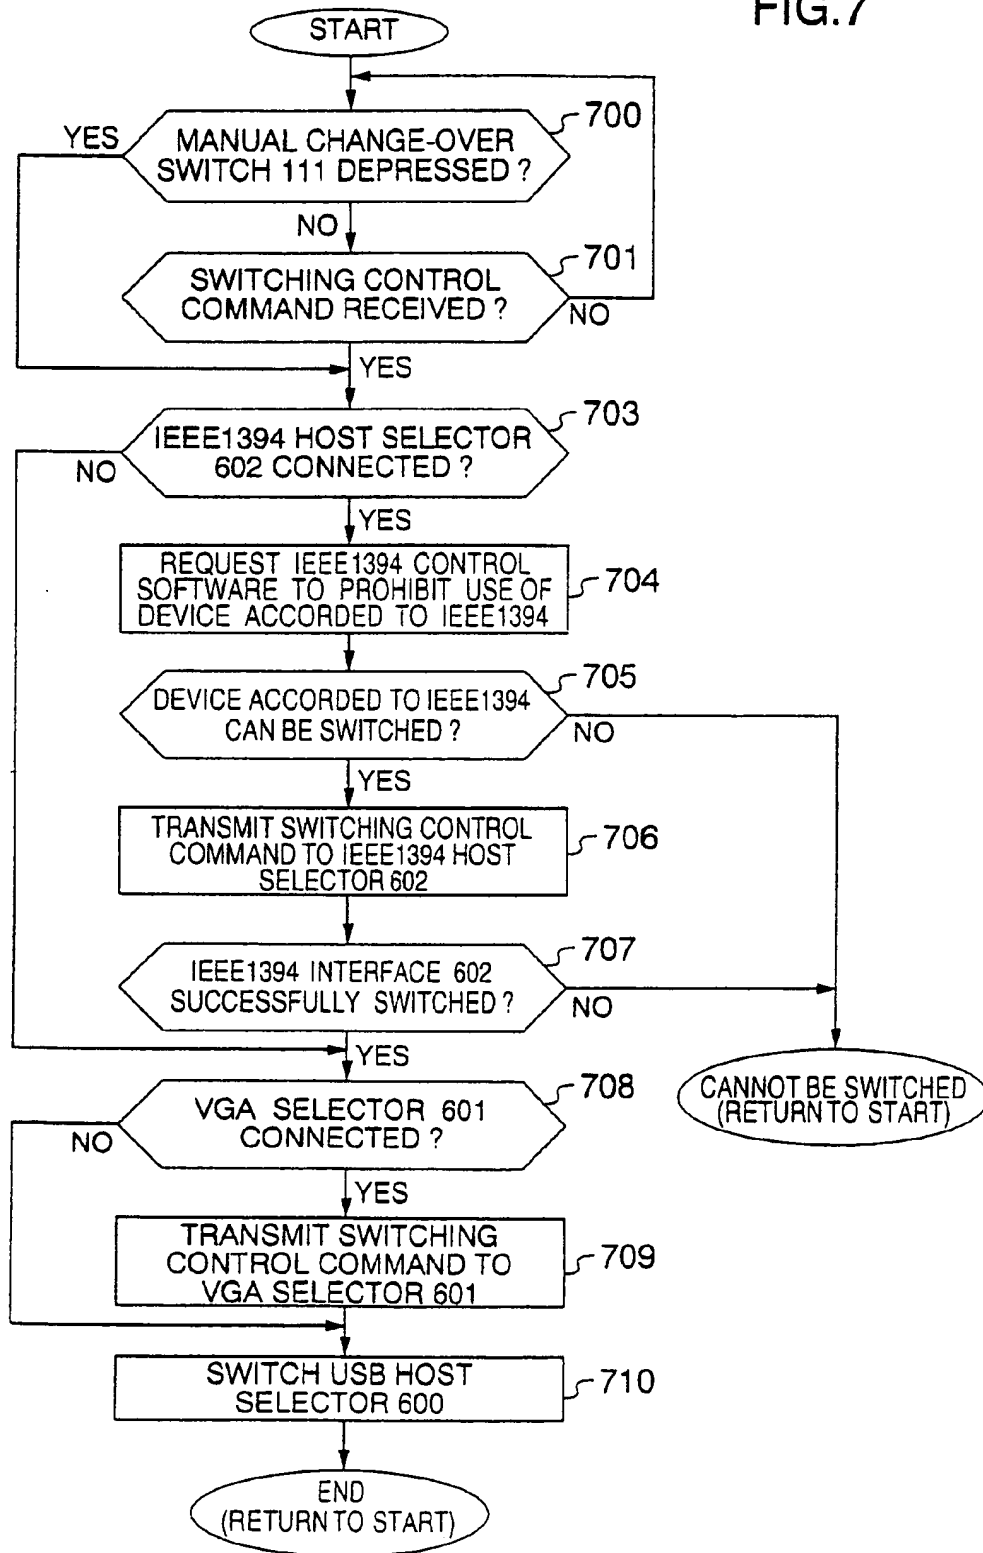 FIG.7
START
700
YES
MANUAL CHANGE-OVER
SWITCH 111 DEPRESSED ?
NO
701
SWITCHING CONTROL
COMMAND RECEIVED ?
NO
YES
703
IEEE1394 HOST SELECTOR
602 CONNECTED ?
NO
YES
REQUEST IEEE1394 CONTROL
SOFTWARE TO PROHIBIT USE OF
DEVICE ACCORDED TO IEEE1394
704
705
DEVICE ACCORDED TO IEEE1394
CAN BE SWITCHED ?
NO
YES
TRANSMIT SWITCHING CONTROL
COMMAND TO IEEE1394 HOST
SELECTOR 602
706
707
IEEE1394 INTERFACE 602
SUCCESSFULLY SWITCHED ?
NO
YES
CANNOT BE SWITCHED
(RETURN TO START)
708
VGA SELECTOR 601
CONNECTED ?
NO
YES
TRANSMIT SWITCHING
CONTROL COMMAND TO
VGA SELECTOR 601
709
SWITCH USB HOST
SELECTOR 600
710
END
(RETURN TO START)